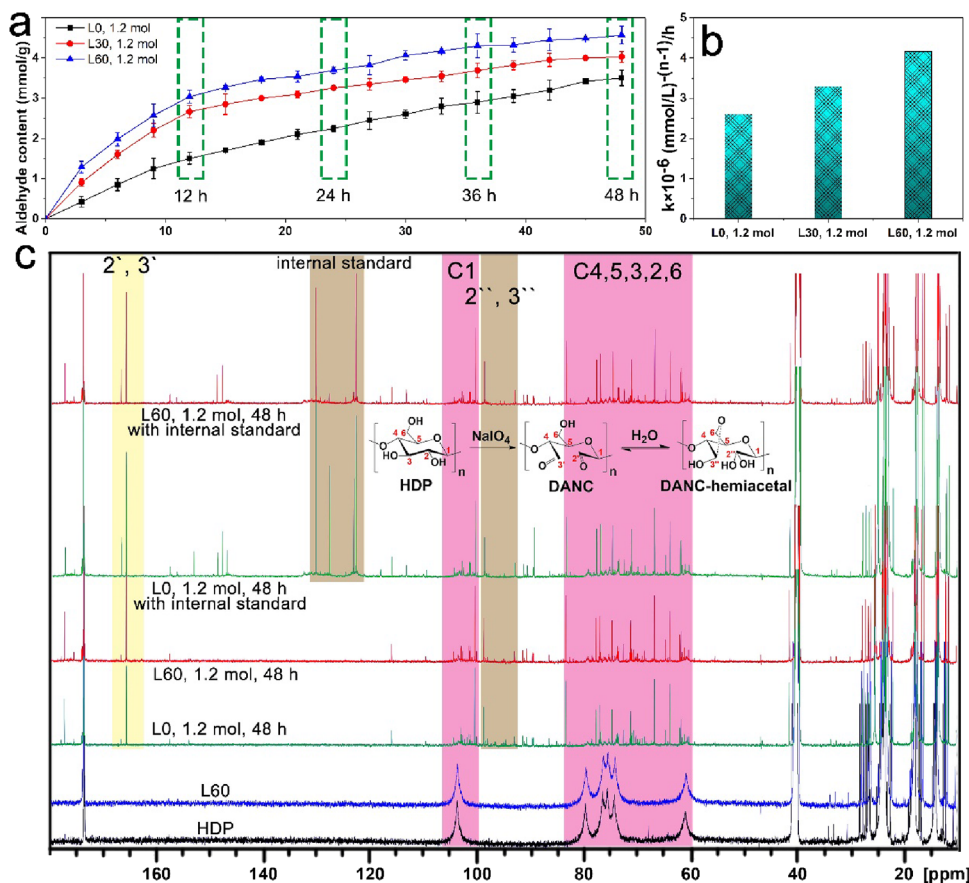 a
L0, 1.2 mol
L30, 1.2 mol
L60, 1.2 mol
Aldehyde content (mmol/g)
4
3
2
1
0
12 h
24 h
36 h
48 h
0
10
20
30
40
50
b
k×10-6 (mmol/L)−(n-1)/h
5
4
3
2
1
0
L0, 1.2 mol
L30, 1.2 mol
L60, 1.2 mol
c
2`, 3`
internal standard
C1
2``, 3``
C4,5,3,2,6
L60, 1.2 mol, 48 h
with internal standard
HDP
NaIO4
DANC
H2O
DANC-hemiacetal
L0, 1.2 mol, 48 h
with internal standard
L60, 1.2 mol, 48 h
L0, 1.2 mol, 48 h
L60
HDP
160
140
120
100
80
60
40
20
[ppm]